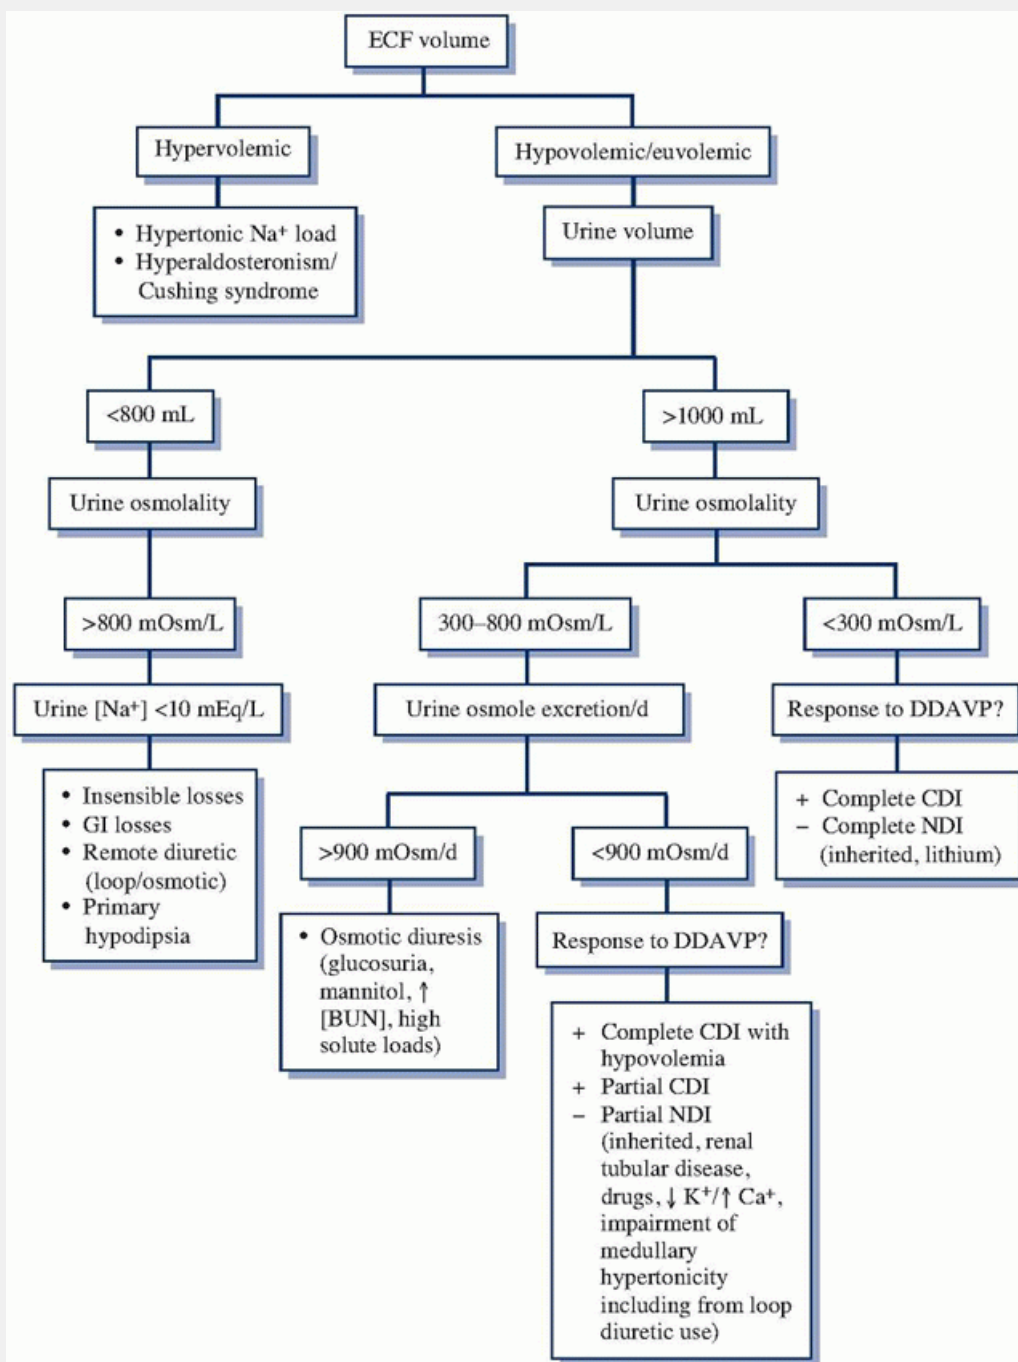 ECF volume
Hypervolemic
Hypovolemic/euvolemic
• Hypertonic Na⁺ load
• Hyperaldosteronism/
Cushing syndrome
Urine volume
<800 mL
>1000 mL
Urine osmolality
Urine osmolality
>800 mOsm/L
300–800 mOsm/L
<300 mOsm/L
Urine [Na⁺] <10 mEq/L
Urine osmole excretion/d
Response to DDAVP?
• Insensible losses
• GI losses
• Remote diuretic
(loop/osmotic)
• Primary
hypodipsia
+ Complete CDI
− Complete NDI
(inherited, lithium)
>900 mOsm/d
<900 mOsm/d
• Osmotic diuresis
(glucosuria,
mannitol, ↑
[BUN], high
solute loads)
Response to DDAVP?
+ Complete CDI with
hypovolemia
+ Partial CDI
− Partial NDI
(inherited, renal
tubular disease,
drugs, ↓ K⁺/↑ Ca⁺,
impairment of
medullary
hypertonicity
including from loop
diuretic use)